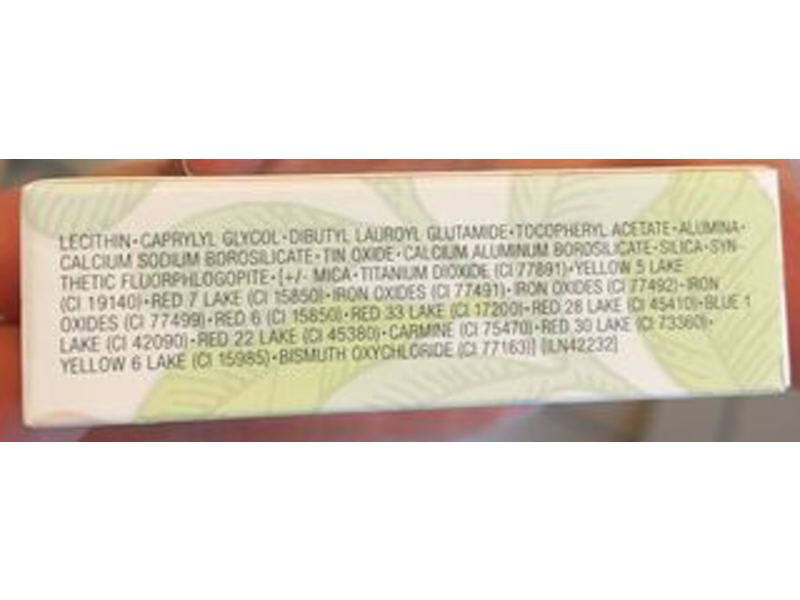 LECITHIN•CAPRYLYL GLYCOL•DIBUTYL LAUROYL GLUTAMIDE•TOCOPHERYL ACETATE•ALUMINA•
CALCIUM SODIUM BOROSILICATE•TIN OXIDE•CALCIUM ALUMINUM BOROSILICATE•SILICA•SYN-
THETIC FLUORPHLOGOPITE•[+/- MICA•TITANIUM DIOXIDE (CI 77891)•YELLOW 5 LAKE
(CI 19140)•RED 7 LAKE (CI 15850)•IRON OXIDES (CI 77491)•IRON OXIDES (CI 77492)•IRON
OXIDES (CI 77499)•RED 6 (CI 15850)•RED 33 LAKE (CI 17200)•RED 28 LAKE (CI 45410)•BLUE 1
LAKE (CI 42090)•RED 22 LAKE (CI 45380)•CARMINE (CI 75470)•RED 30 LAKE (CI 73360)•
YELLOW 6 LAKE (CI 15985)•BISMUTH OXYCHLORIDE (CI 77163)] [ILN42232]